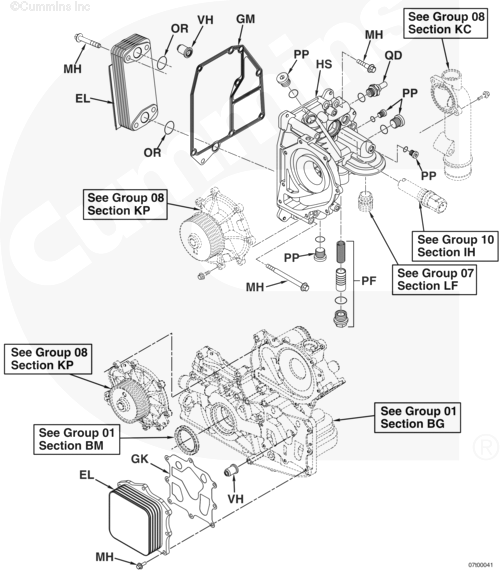 ©Cummins Inc
VH
GM
OR
MH
EL
OR
PP
HS
MH
QD
PP
PP
See Group 08
Section KC
See Group 08
Section KP
See Group 10
Section IH
See Group 07
Section LF
PP
MH
PF
See Group 08
Section KP
See Group 01
Section BM
See Group 01
Section BG
GK
EL
VH
MH
Cummins
®
07I00041